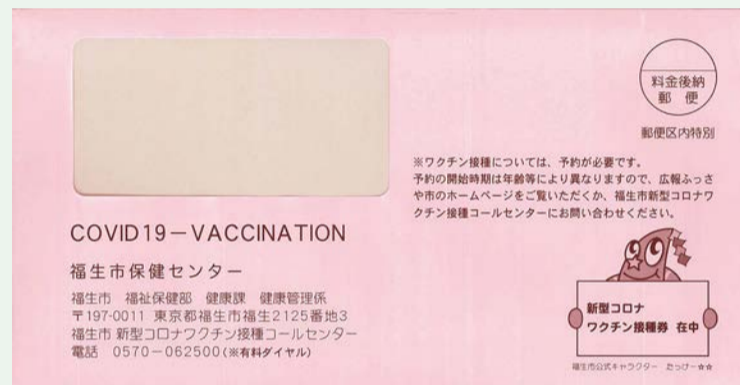 料金後納
郵 便
郵便区内特別
※ワクチン接種については、予約が必要です。
予約の開始時期は年齢等により異なりますので、広報ふっさ
や市のホームページをご覧いただくか、福生市新型コロナワ
クチン接種コールセンターにお問い合わせください。
COVID19-VACCINATION
福生市保健センター
福生市 福祉保健部 健康課 健康管理係
〒197-0011 東京都福生市福生2125番地3
福生市 新型コロナワクチン接種コールセンター
電話 0570-062500(※有料ダイヤル)
新型コロナ
ワクチン接種券 在中
福生市公式キャラクター たっけー☆☆